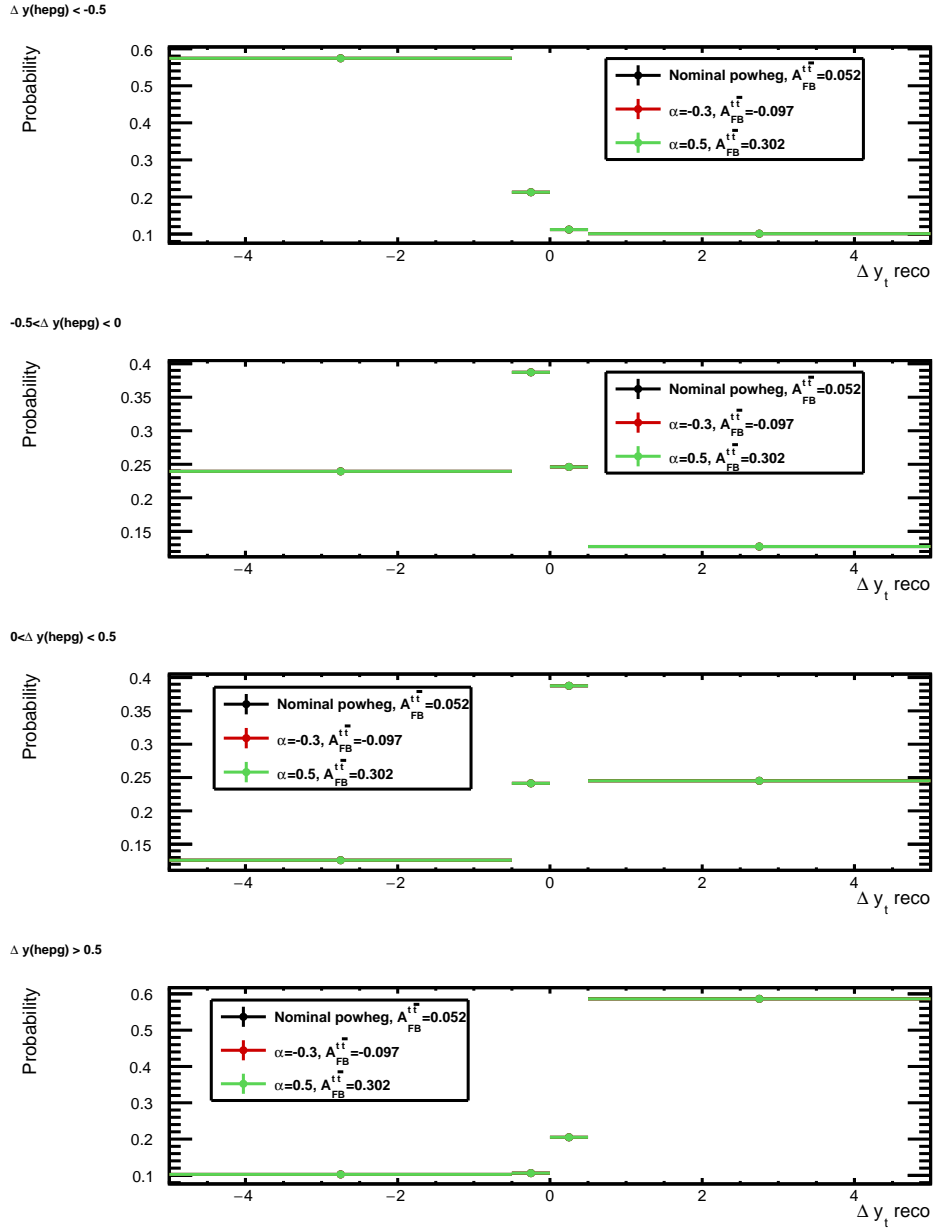 Δ y(hepg) < -0.5
Probability
0.6
0.5
0.4
0.3
0.2
0.1
Nominal powheg, A_FB^tt̄=0.052
α=-0.3, A_FB^tt̄=-0.097
α=0.5, A_FB^tt̄=0.302
−4 −2 0 2 4
Δ y_t reco
-0.5<Δ y(hepg) < 0
Probability
0.4
0.35
0.3
0.25
0.2
0.15
Nominal powheg, A_FB^tt̄=0.052
α=-0.3, A_FB^tt̄=-0.097
α=0.5, A_FB^tt̄=0.302
−4 −2 0 2 4
Δ y_t reco
0<Δ y(hepg) < 0.5
Probability
0.4
0.35
0.3
0.25
0.2
0.15
Nominal powheg, A_FB^tt̄=0.052
α=-0.3, A_FB^tt̄=-0.097
α=0.5, A_FB^tt̄=0.302
−4 −2 0 2 4
Δ y_t reco
Δ y(hepg) > 0.5
Probability
0.6
0.5
0.4
0.3
0.2
0.1
Nominal powheg, A_FB^tt̄=0.052
α=-0.3, A_FB^tt̄=-0.097
α=0.5, A_FB^tt̄=0.302
−4 −2 0 2 4
Δ y_t reco